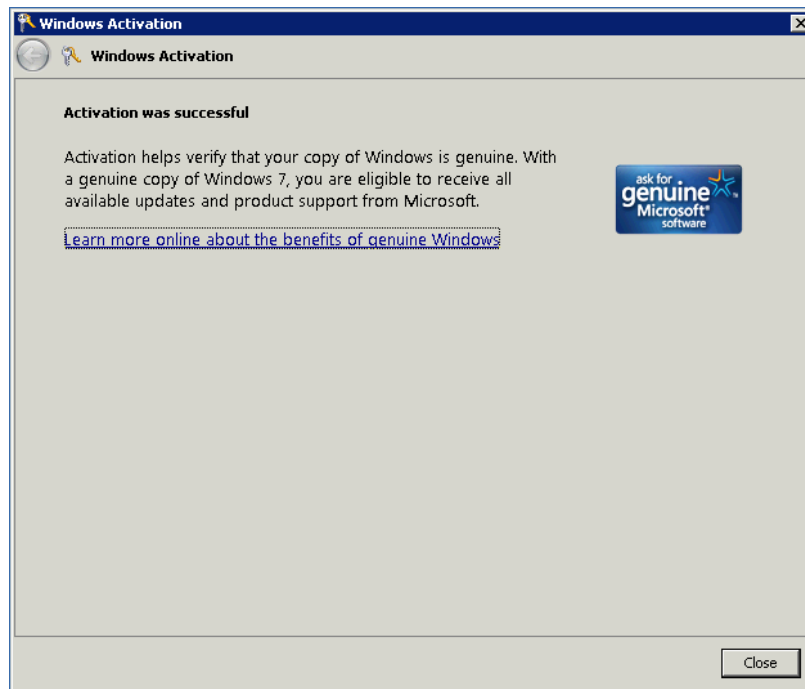 Windows Activation
Windows Activation
Activation was successful
Activation helps verify that your copy of Windows is genuine. With
a genuine copy of Windows 7, you are eligible to receive all
available updates and product support from Microsoft.
ask for
genuine™
Microsoft®
software
Learn more online about the benefits of genuine Windows
Close